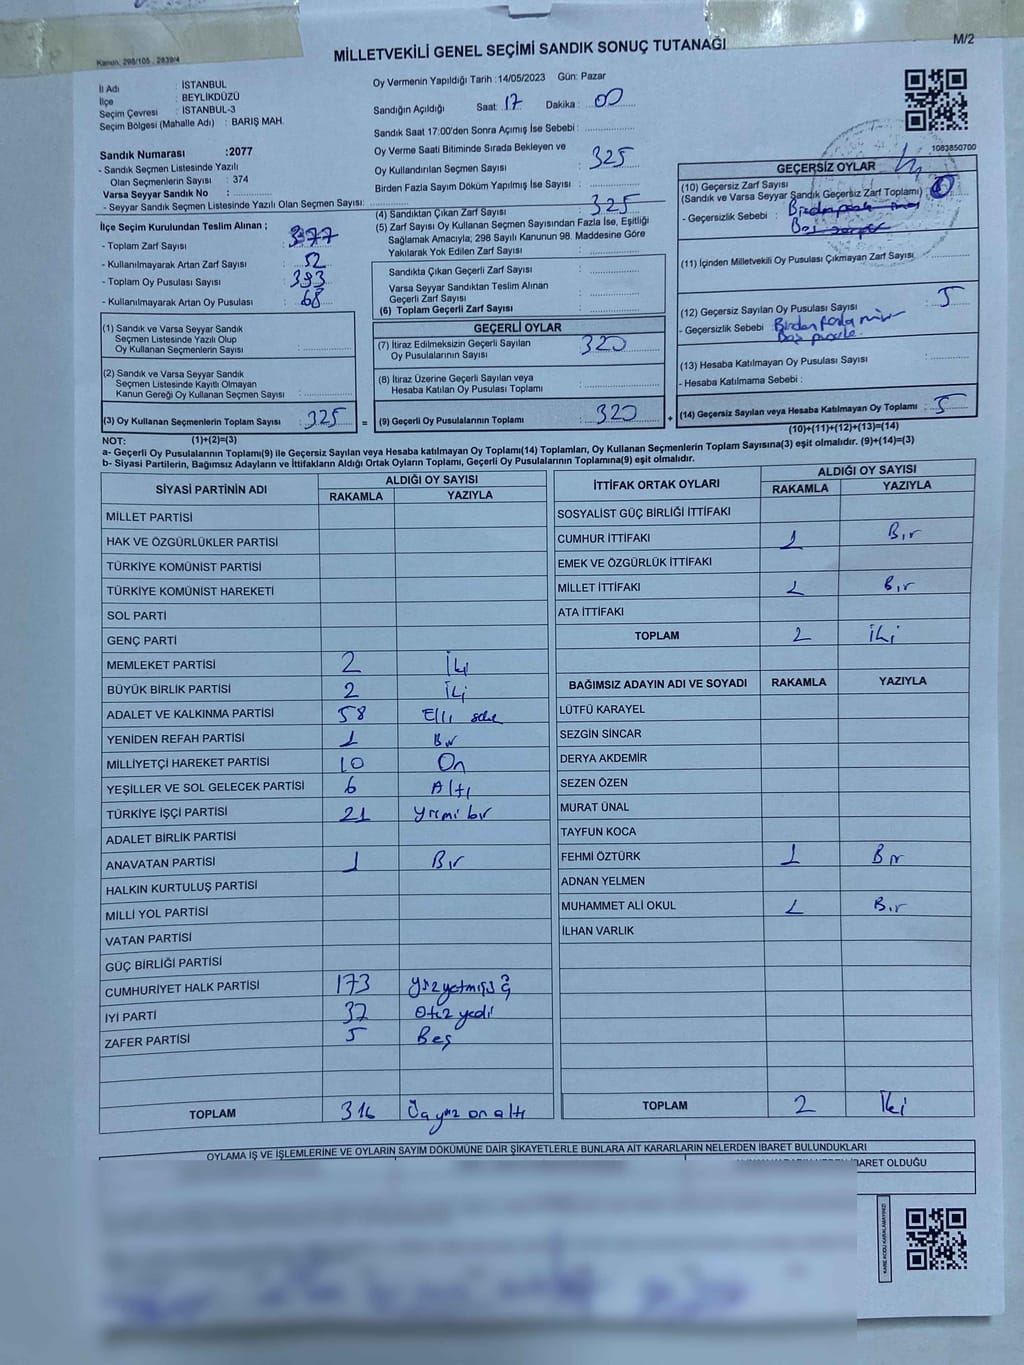 MİLLETVEKİLİ GENEL SEÇİMİ SANDIK SONUÇ TUTANAĞI
M/2
Kanun, 298/105 , 2839/4
İl Adı : İSTANBUL
İlçe : BEYLİKDÜZÜ
Seçim Çevresi : İSTANBUL-3
Seçim Bölgesi (Mahalle Adı) : BARIŞ MAH.
Sandık Numarası :2077
- Sandık Seçmen Listesinde Yazılı
Olan Seçmenlerin Sayısı : 374
Varsa Seyyar Sandık No : ................
- Seyyar Sandık Seçmen Listesinde Yazılı Olan Seçmen Sayısı: ................
Oy Vermenin Yapıldığı Tarih :14/05/2023 Gün: Pazar
Sandığın Açıldığı Saat: 17 Dakika : 00
Sandık Saat 17:00'den Sonra Açımış İse Sebebi : ................
Oy Verme Saati Bitiminde Sırada Bekleyen ve
Oy Kullandırılan Seçmen Sayısı : 325
Birden Fazla Sayım Döküm Yapılmış İse Sayısı : ................
1083850700
İlçe Seçim Kurulundan Teslim Alınan ;
- Toplam Zarf Sayısı : 377
- Kullanılmayarak Artan Zarf Sayısı : 52
- Toplam Oy Pusulası Sayısı : 393
- Kullanılmayarak Artan Oy Pusulası : 68
(1) Sandık ve Varsa Seyyar Sandık
Seçmen Listesinde Yazılı Olup
Oy Kullanan Seçmenlerin Sayısı : ................
(2) Sandık ve Varsa Seyyar Sandık
Seçmen Listesinde Kayıtlı Olmayan
Kanun Gereği Oy Kullanan Seçmen Sayısı : ................
(3) Oy Kullanan Seçmenlerin Toplam Sayısı : 325
(4) Sandıktan Çıkan Zarf Sayısı : 325
(5) Zarf Sayısı Oy Kullanan Seçmen Sayısından Fazla İse, Eşitliği
Sağlamak Amacıyla; 298 Sayılı Kanunun 98. Maddesine Göre
Yakılarak Yok Edilen Zarf Sayısı : ................
Sandıkta Çıkan Geçerli Zarf Sayısı : ................
Varsa Seyyar Sandıktan Teslim Alınan
Geçerli Zarf Sayısı : ................
(6) Toplam Geçerli Zarf Sayısı : ................
GEÇERLİ OYLAR
(7) İtiraz Edilmeksizin Geçerli Sayılan
Oy Pusulalarının Sayısı : 320
(8) İtiraz Üzerine Geçerli Sayılan veya
Hesaba Katılan Oy Pusulası Toplamı : ................
= (9) Geçerli Oy Pusulalarının Toplamı : 320 +
GEÇERSİZ OYLAR
(10) Geçersiz Zarf Sayısı
(Sandık ve Varsa Seyyar Sandık Geçersiz Zarf Toplamı) : 0
- Geçersizlik Sebebi :
(11) İçinden Milletvekili Oy Pusulası Çıkmayan Zarf Sayısı : ................
(12) Geçersiz Sayılan Oy Pusulası Sayısı : 5
- Geçersizlik Sebebi : Birden fazla mühür
Boş pusula
(13) Hesaba Katılmayan Oy Pusulası Sayısı : ................
- Hesaba Katılmama Sebebi :
(14) Geçersiz Sayılan veya Hesaba Katılmayan Oy Toplamı : 5
NOT: (1)+(2)=(3) (10)+(11)+(12)+(13)=(14)
a- Geçerli Oy Pusulalarının Toplamı(9) ile Geçersiz Sayılan veya Hesaba katılmayan Oy Toplamı(14) Toplamları, Oy Kullanan Seçmenlerin Toplam Sayısına(3) eşit olmalıdır. (9)+(14)=(3)
b- Siyasi Partilerin, Bağımsız Adayların ve İttifakların Aldığı Ortak Oyların Toplamı, Geçerli Oy Pusulalarının Toplamına(9) eşit olmalıdır.
SİYASİ PARTİNİN ADI ALDIĞI OY SAYISI
RAKAMLA YAZIYLA
MİLLET PARTİSİ
HAK VE ÖZGÜRLÜKLER PARTİSİ
TÜRKİYE KOMÜNİST PARTİSİ
TÜRKİYE KOMÜNİST HAREKETİ
SOL PARTİ
GENÇ PARTİ
MEMLEKET PARTİSİ 2 İki
BÜYÜK BİRLİK PARTİSİ 2 İki
ADALET VE KALKINMA PARTİSİ 58 Elli sekiz
YENİDEN REFAH PARTİSİ 1 Bir
MİLLİYETÇİ HAREKET PARTİSİ 10 On
YEŞİLLER VE SOL GELECEK PARTİSİ 6 Altı
TÜRKİYE İŞÇİ PARTİSİ 21 yirmi bir
ADALET BİRLİK PARTİSİ
ANAVATAN PARTİSİ 1 Bir
HALKIN KURTULUŞ PARTİSİ
MİLLİ YOL PARTİSİ
VATAN PARTİSİ
GÜÇ BİRLİĞİ PARTİSİ
CUMHURİYET HALK PARTİSİ 173 yüzyetmişüç
İYİ PARTİ 37 Otuz yedi
ZAFER PARTİSİ 5 Beş
TOPLAM 316 Üçyüz on altı
İTTİFAK ORTAK OYLARI ALDIĞI OY SAYISI
RAKAMLA YAZIYLA
SOSYALİST GÜÇ BİRLİĞİ İTTİFAKI
CUMHUR İTTİFAKI 1 Bir
EMEK VE ÖZGÜRLÜK İTTİFAKI
MİLLET İTTİFAKI 1 Bir
ATA İTTİFAKI
TOPLAM 2 İki
BAĞIMSIZ ADAYIN ADI VE SOYADI RAKAMLA YAZIYLA
LÜTFÜ KARAYEL
SEZGİN SİNCAR
DERYA AKDEMİR
SEZEN ÖZEN
MURAT ÜNAL
TAYFUN KOCA
FEHMİ ÖZTÜRK 1 Bir
ADNAN YELMEN
MUHAMMET ALİ OKUL 1 Bir
İLHAN VARLIK
TOPLAM 2 İki
OYLAMA İŞ VE İŞLEMLERİNE VE OYLARIN SAYIM DÖKÜMÜNE DAİR ŞİKAYETLERLE BUNLARA AİT KARARLARIN NELERDEN İBARET BULUNDUKLARI
İBARET OLDUĞU
KARE KODU KARALAMAYINIZ!